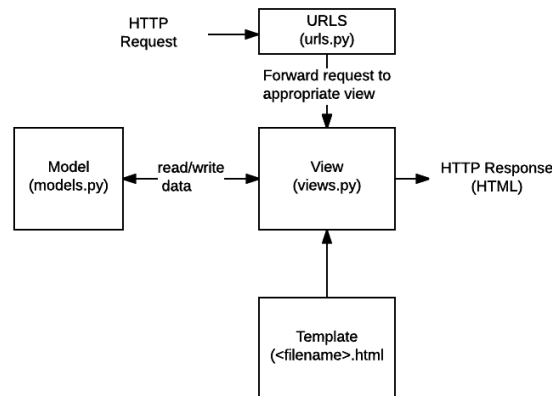 HTTP
Request
URLS
(urls.py)
Forward request to
appropriate view
Model
(models.py)
read/write
data
View
(views.py)
HTTP Response
(HTML)
Template
(<filename>.html